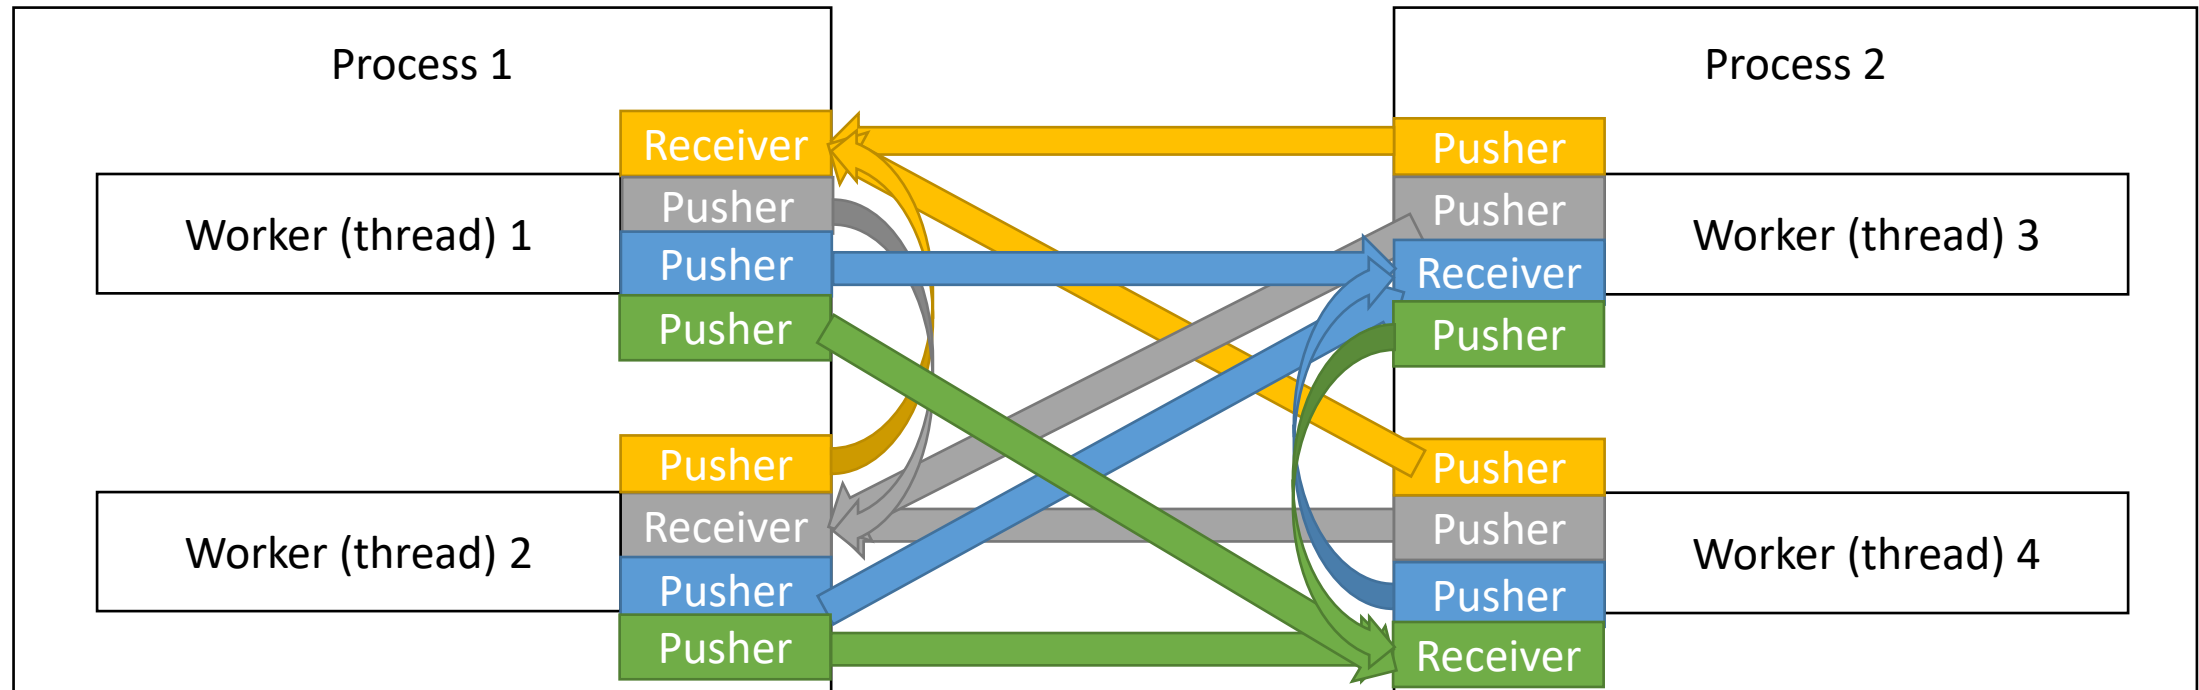 Process 1
Receiver
Pusher
Worker (thread) 1
Pusher
Pusher
Pusher
Receiver
Worker (thread) 2
Pusher
Pusher
Process 2
Pusher
Pusher
Worker (thread) 3
Receiver
Pusher
Pusher
Pusher
Worker (thread) 4
Pusher
Receiver